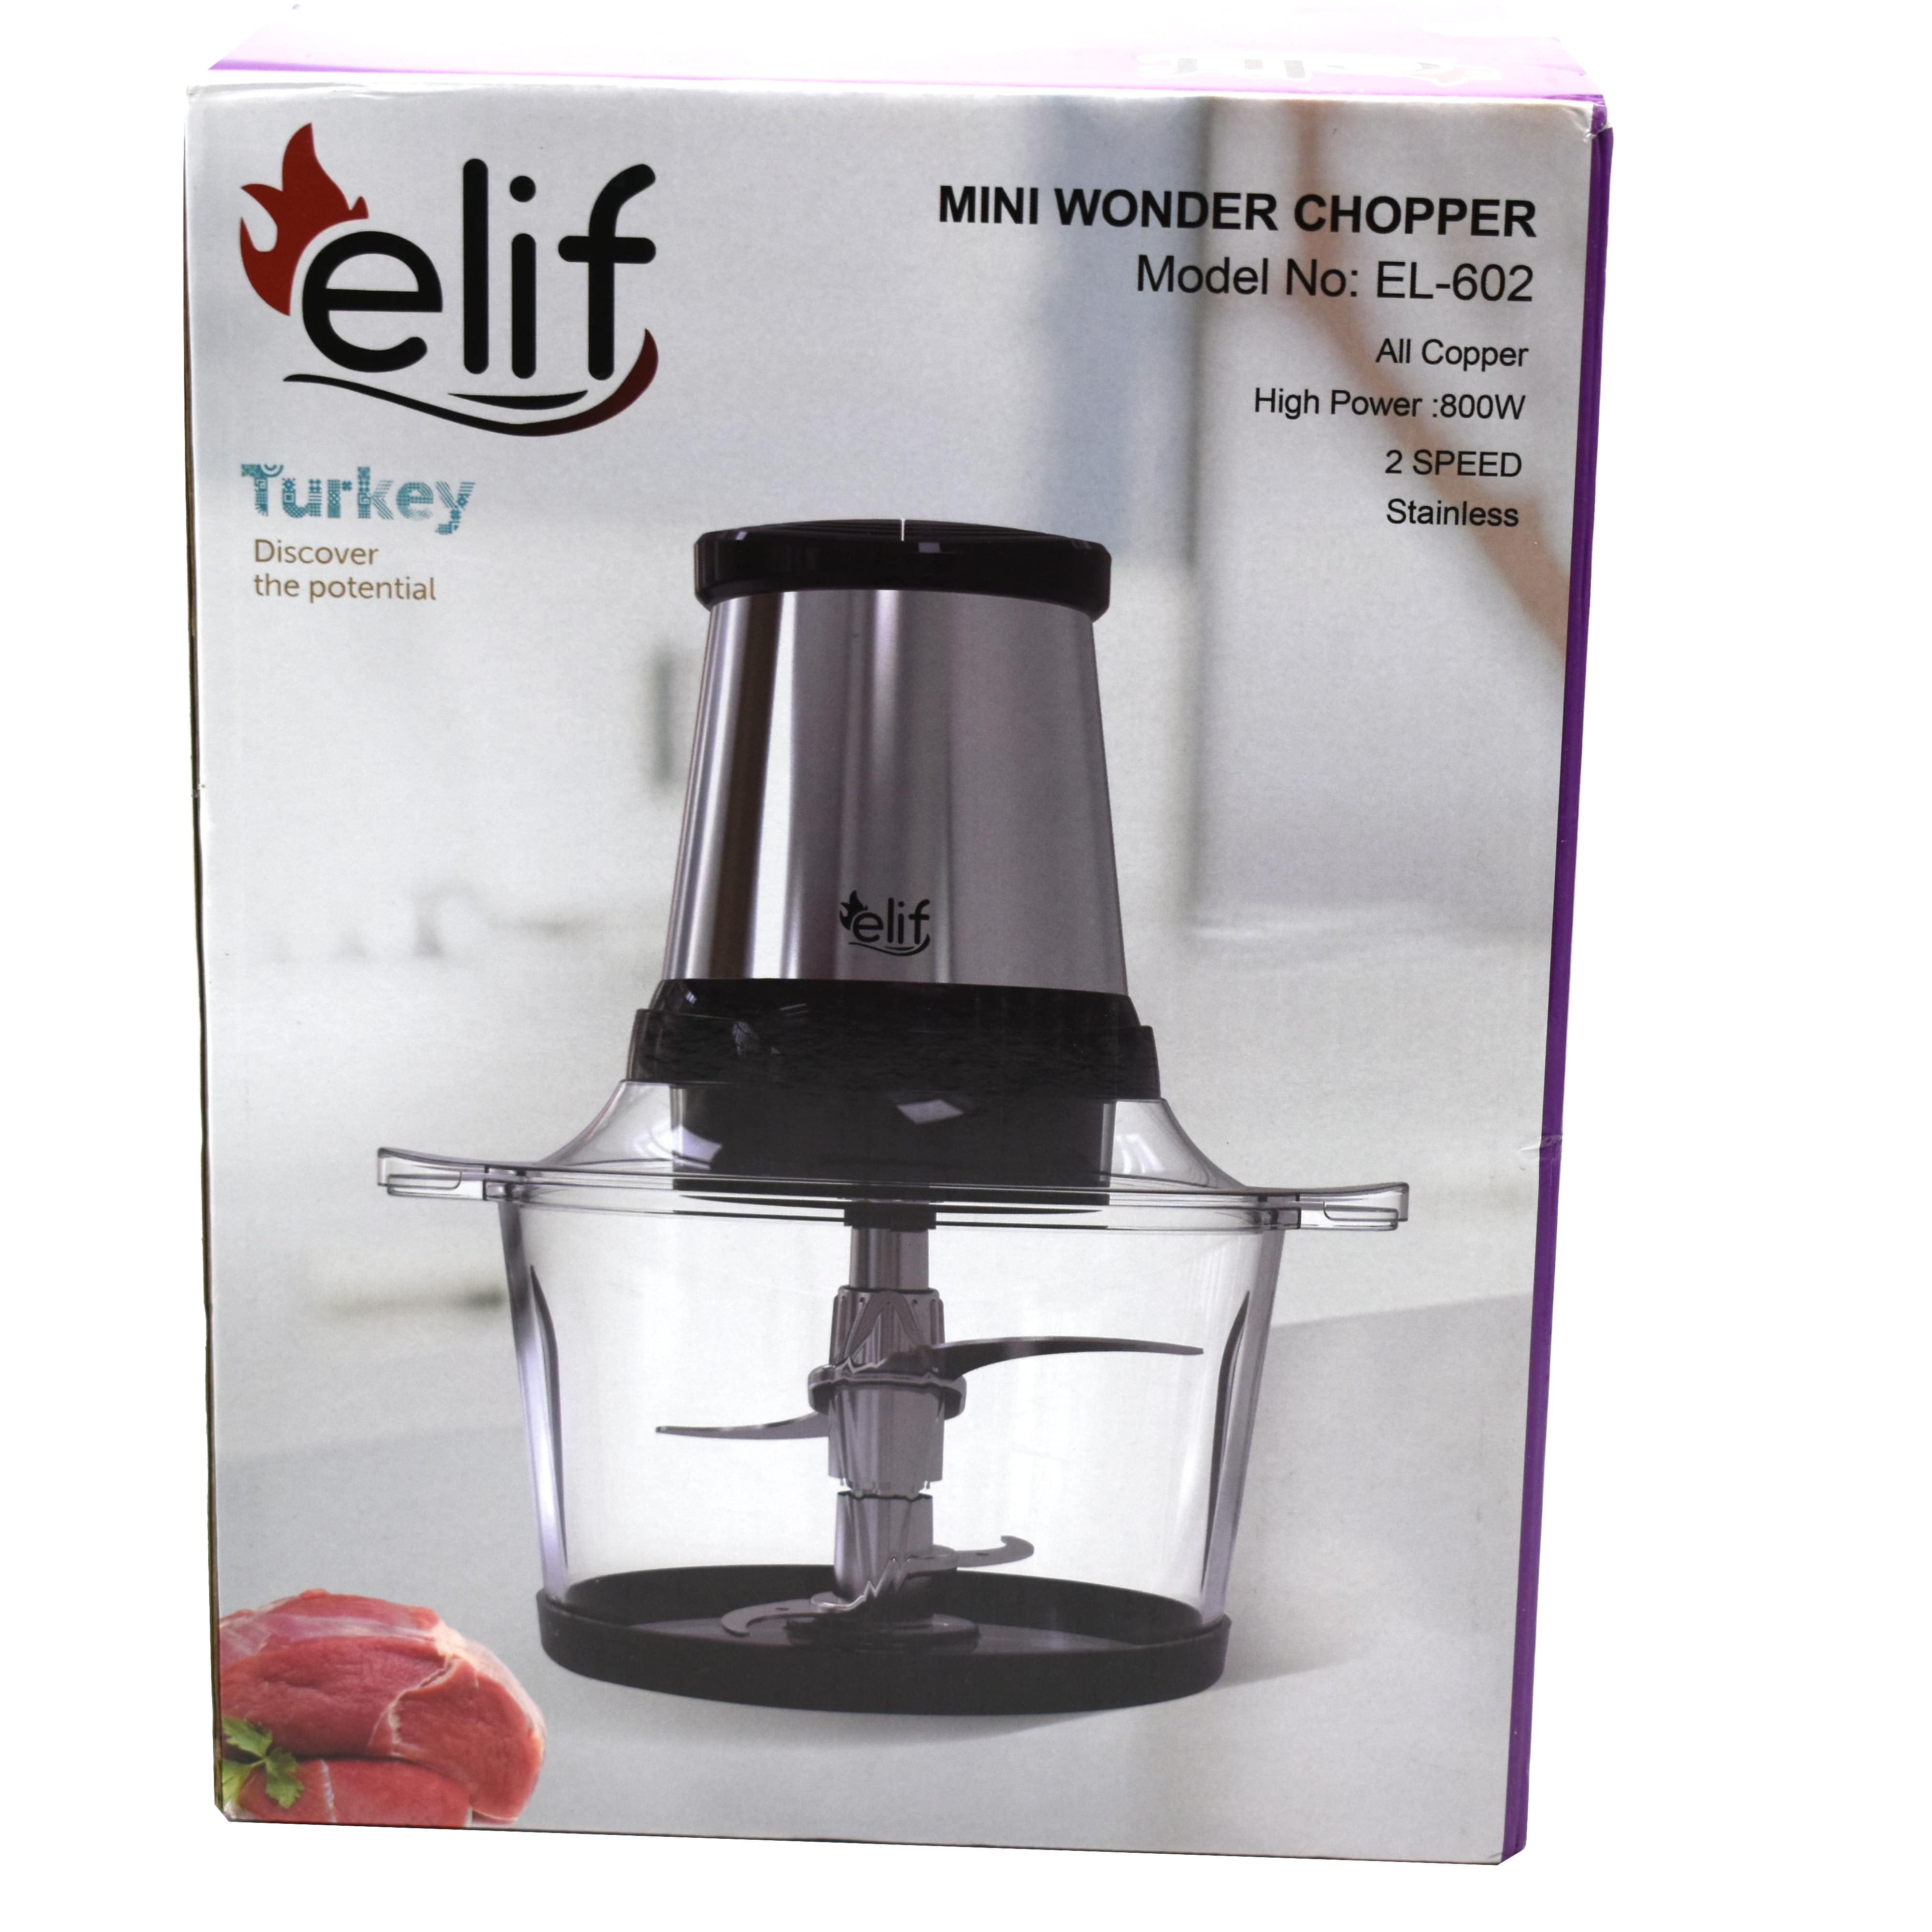 elif
MINI WONDER CHOPPER
Model No: EL-602
All Copper
High Power :800W
2 SPEED
Stainless
Turkey
Discover
the potential
elif